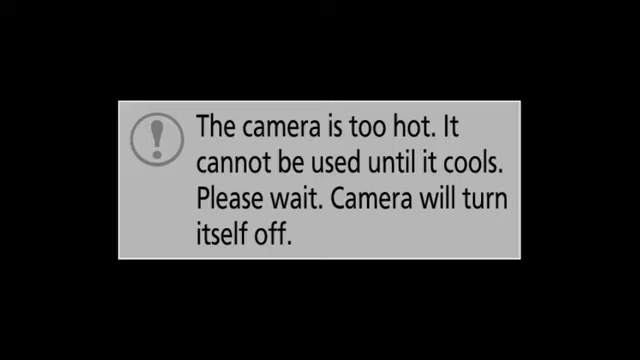 The camera is too hot. It
cannot be used until it cools.
Please wait. Camera will turn
itself off.